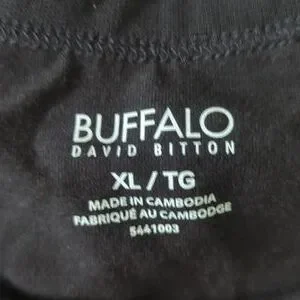 BUFFALO
DAVID BITTON
XL / TG
MADE IN CAMBODIA
FABRIQUÉ AU CAMBODGE
5441003